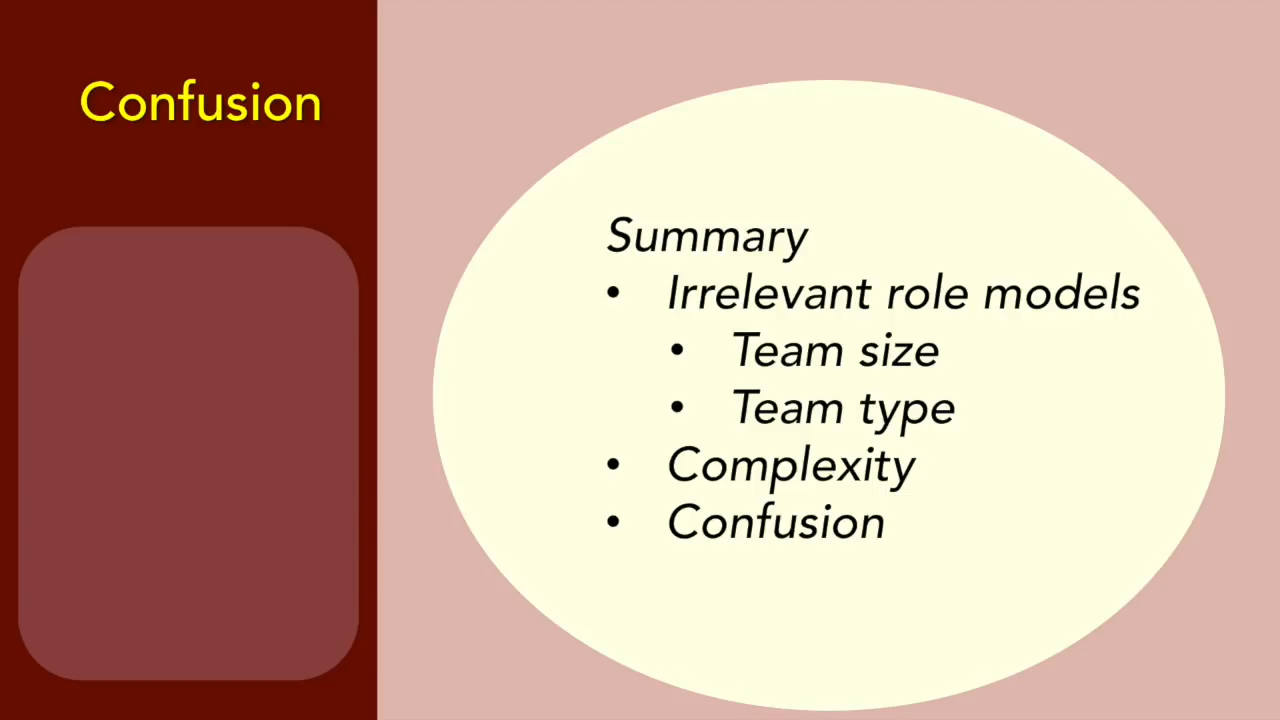 Confusion
Summary
• Irrelevant role models
• Team size
• Team type
• Complexity
• Confusion